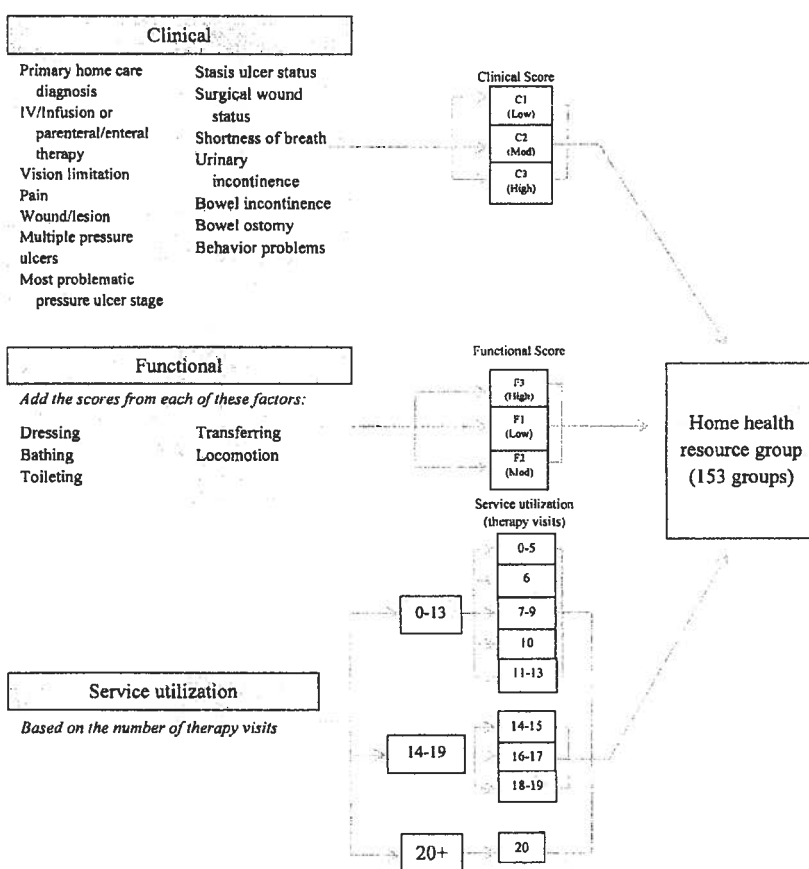 Clinical
Primary home care
diagnosis
IV/Infusion or
parenteral/enteral
therapy
Vision limitation
Pain
Wound/lesion
Multiple pressure
ulcers
Most problematic
pressure ulcer stage
Stasis ulcer status
Surgical wound
status
Shortness of breath
Urinary
incontinence
Bowel incontinence
Bowel ostomy
Behavior problems
Clinical Score
C1
(Low)
C2
(Mod)
C3
(High)
Functional
Add the scores from each of these factors:
Dressing
Bathing
Toileting
Transferring
Locomotion
Functional Score
F3
(High)
F1
(Low)
F2
(Mod)
Home health
resource group
(153 groups)
Service utilization
(therapy visits)
0-5
6
7-9
10
11-13
0-13
Service utilization
Based on the number of therapy visits
14-19
14-15
16-17
18-19
20+
20